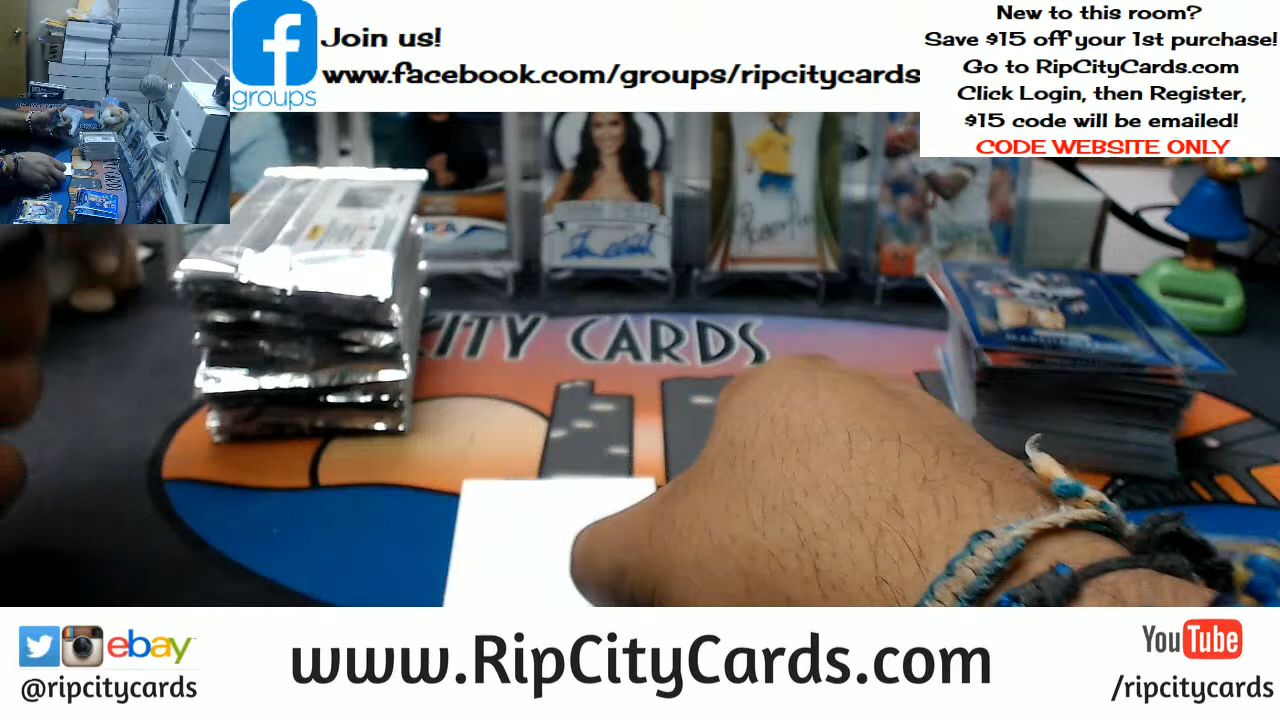 Join us!
www.facebook.com/groups/ripcitycards
groups
New to this room?
Save $15 off your 1st purchase!
Go to RipCityCards.com
Click Login, then Register,
$15 code will be emailed!
CODE WEBSITE ONLY
PSA
CITY CARDS
ebay
@ripcitycards
www.RipCityCards.com
YouTube
/ripcitycards